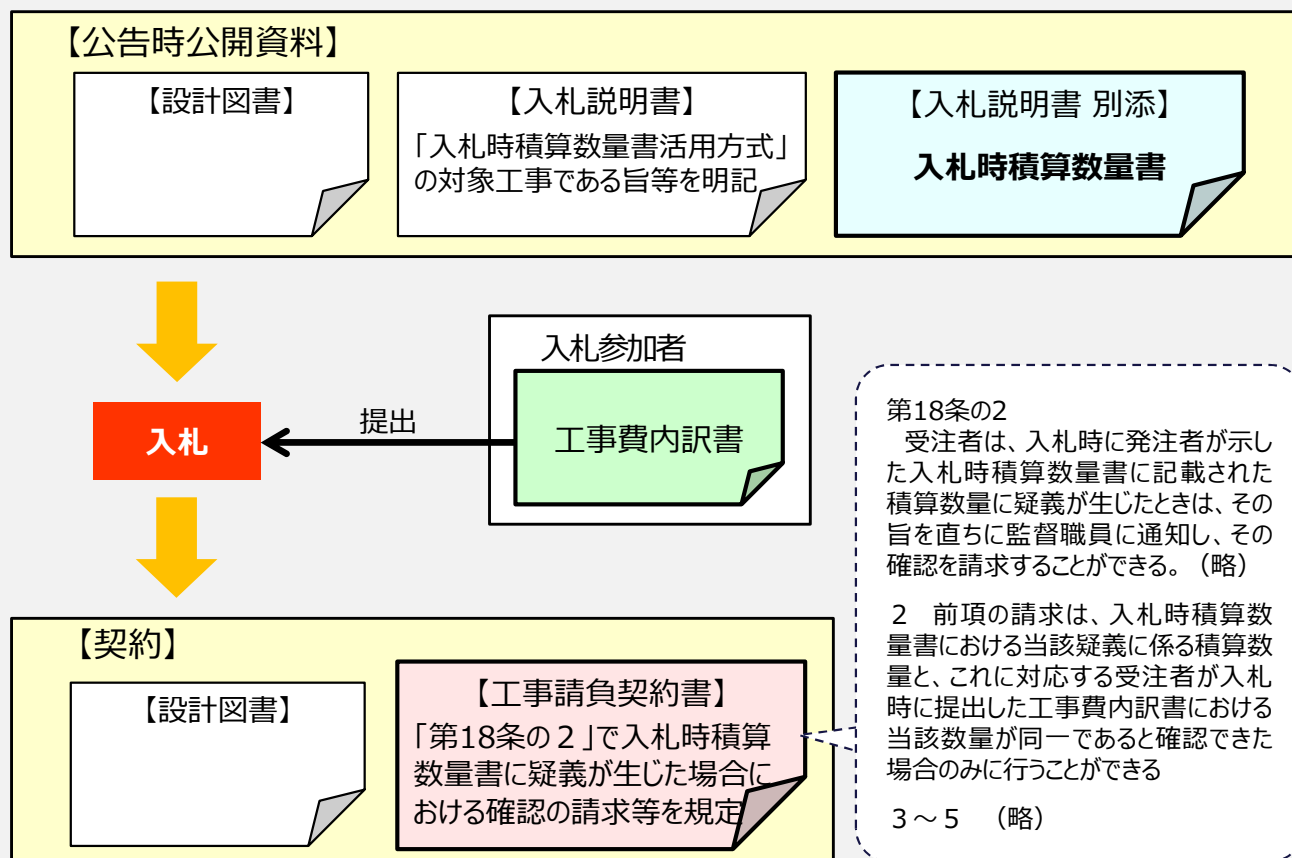 【公告時公開資料】
【設計図書】
【入札説明書】
「入札時積算数量書活用方式」
の対象工事である旨等を明記
【入札説明書 別添】
入札時積算数量書
入札参加者
工事費内訳書
提出
入札
【契約】
【設計図書】
【工事請負契約書】
「第18条の２」で入札時積算
数量書に疑義が生じた場合に
おける確認の請求等を規定
第18条の2
受注者は、入札時に発注者が示し
た入札時積算数量書に記載された
積算数量に疑義が生じたときは、その
旨を直ちに監督職員に通知し、その
確認を請求することができる。（略）
２　前項の請求は、入札時積算数
量書における当該疑義に係る積算数
量と、これに対応する受注者が入札
時に提出した工事費内訳書における
当該数量が同一であると確認できた
場合のみに行うことができる
３～５　（略）